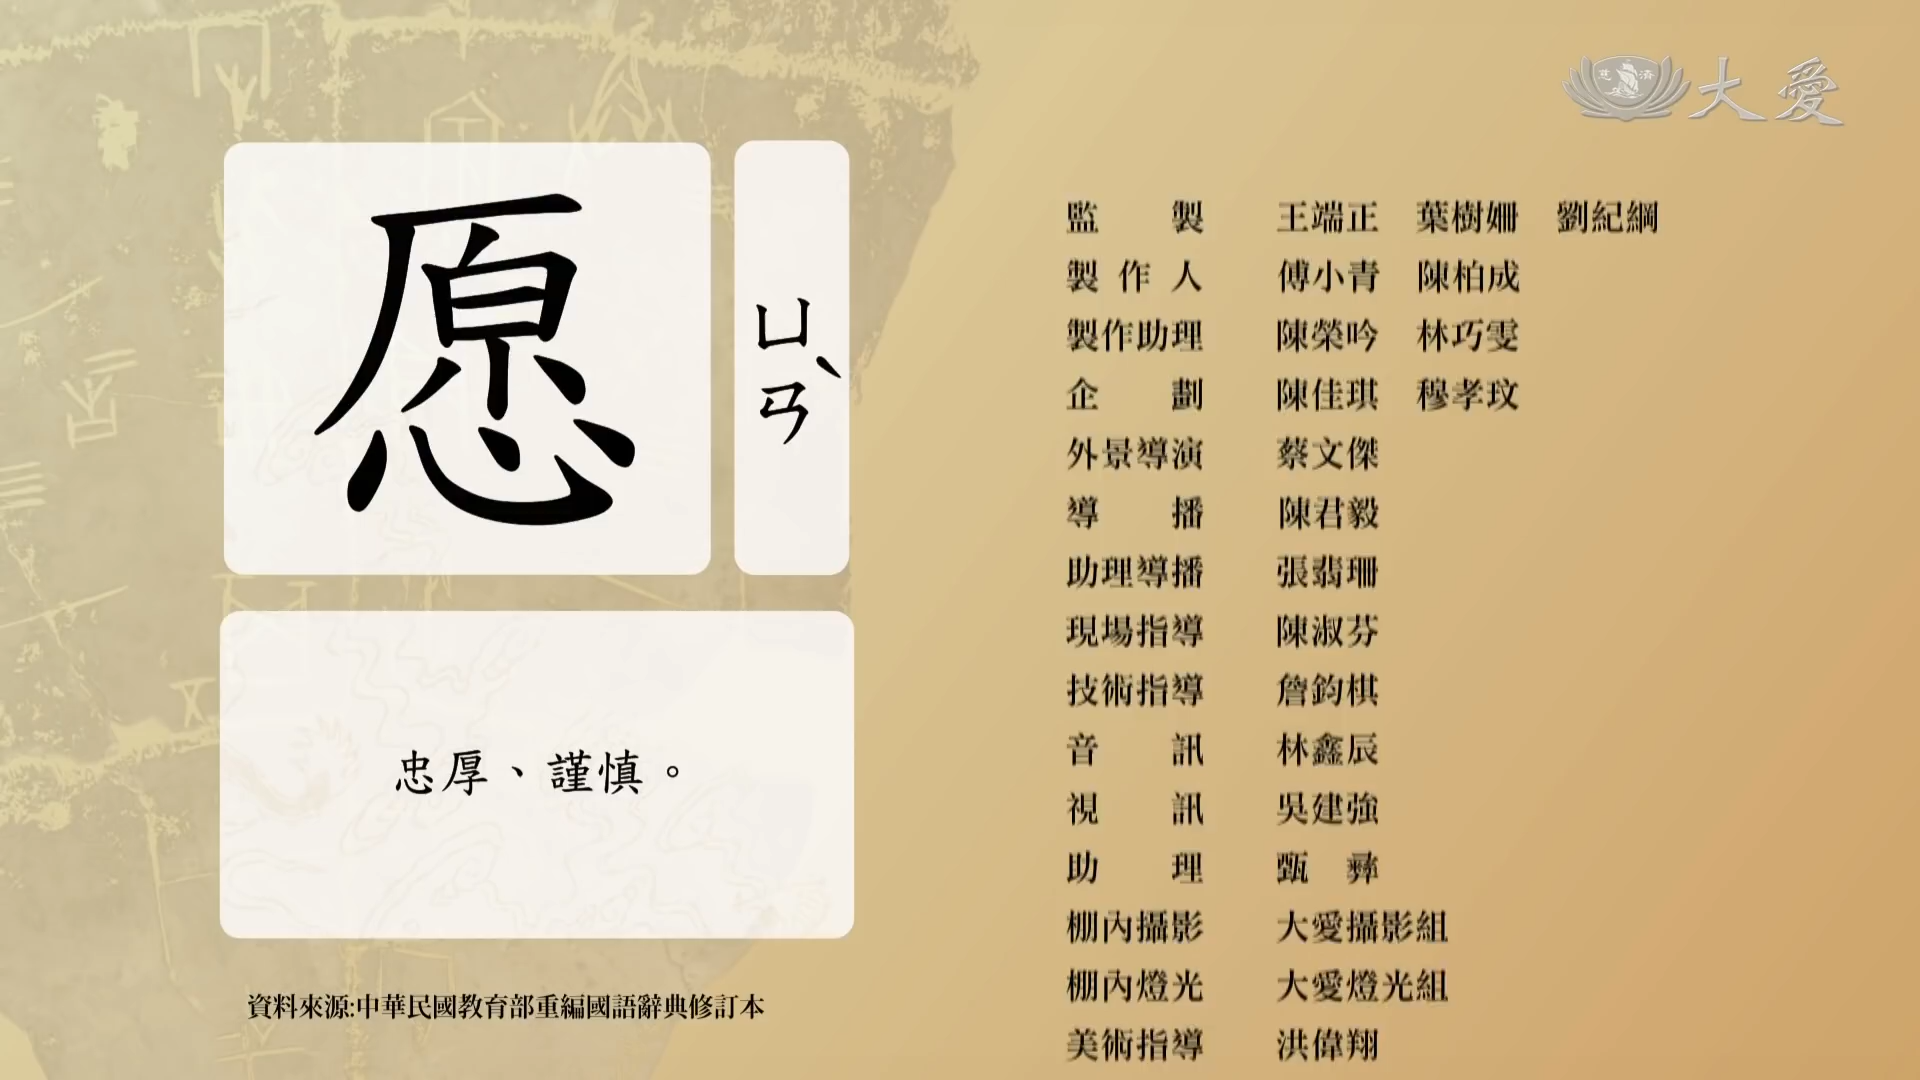 大愛
慈濟
愿
ㄩㄢˋ
忠厚、謹慎。
資料來源:中華民國教育部重編國語辭典修訂本
監製 王端正 葉樹姍 劉紀綱
製作人 傅小青 陳柏成
製作助理 陳榮吟 林巧雯
企劃 陳佳琪 穆孝玟
外景導演 蔡文傑
導播 陳君毅
助理導播 張翡珊
現場指導 陳淑芬
技術指導 詹鈞棋
音訊 林鑫辰
視訊 吳建強
助理 甄彝
棚內攝影 大愛攝影組
棚內燈光 大愛燈光組
美術指導 洪偉翔